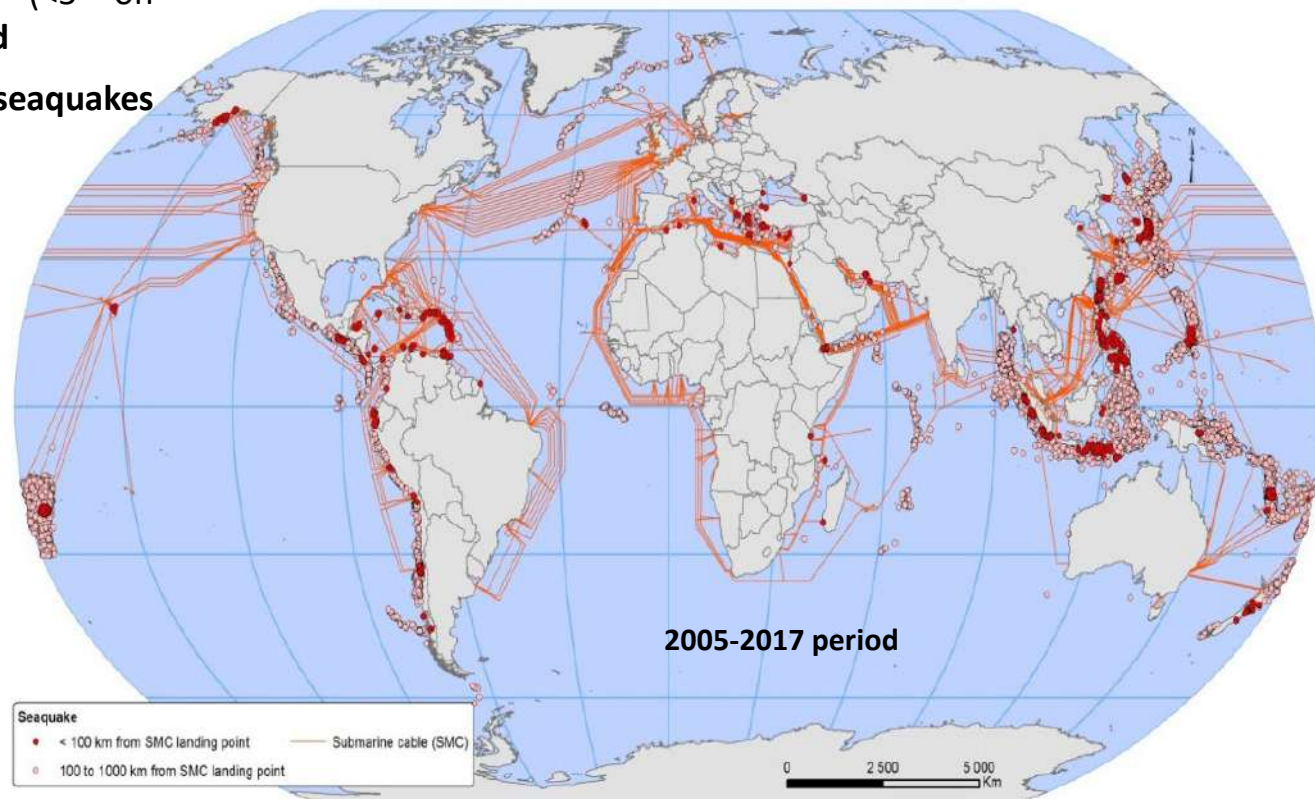 d
seaquakes
N
2005-2017 period
Seaquake
< 100 km from SMC landing point
Submarine cable (SMC)
100 to 1000 km from SMC landing point
0 2 500 5 000
Km